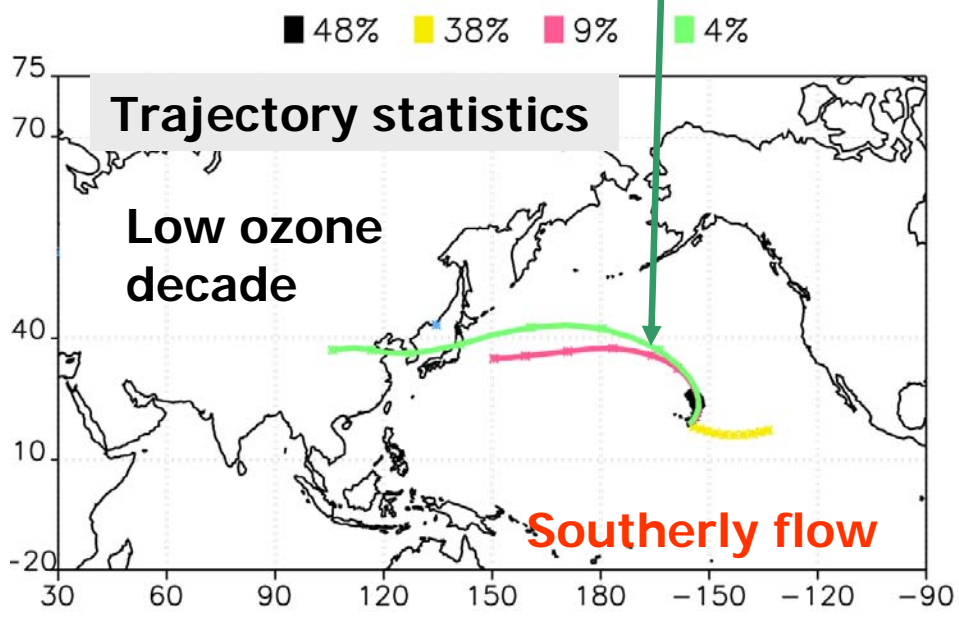 48% 38% 9% 4%
75
Trajectory statistics
70
Low ozone
decade
40
10
Southerly flow
-20
30 60 90 120 150 180 -150 -120 -90